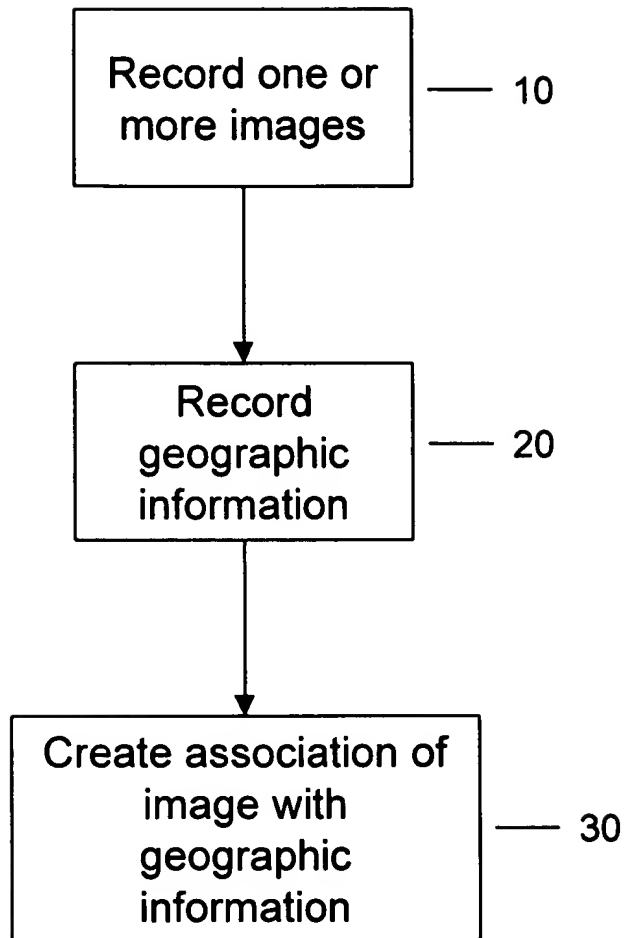 Record one or
more images
10
Record
geographic
information
20
Create association of
image with
geographic
information
30